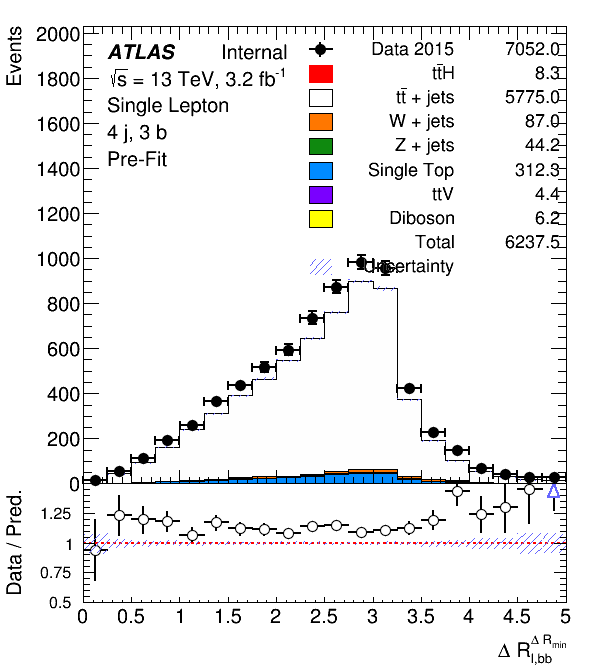 Events
2000
1800
1600
1400
1200
1000
800
600
400
200
0
ATLAS Internal
√s = 13 TeV, 3.2 fb⁻¹
Single Lepton
4 j, 3 b
Pre-Fit
Data 2015 7052.0
tt̄H 8.3
tt̄ + jets 5775.0
W + jets 87.0
Z + jets 44.2
Single Top 312.3
ttV 4.4
Diboson 6.2
Total 6237.5
Uncertainty
Data / Pred.
1.25
1
0.75
0.5
0 0.5 1 1.5 2 2.5 3 3.5 4 4.5 5
Δ R_{l,bb}^{Δ R_{min}}